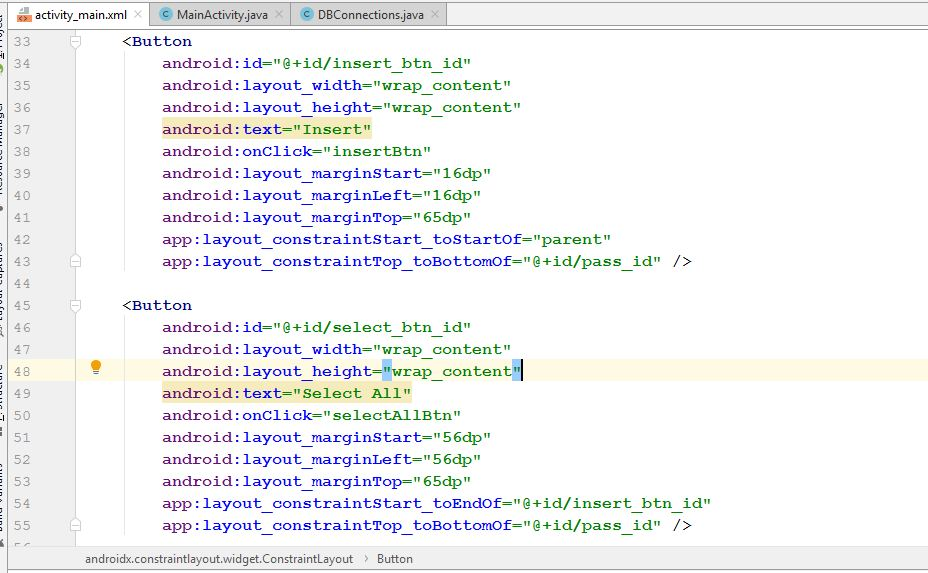 activity_main.xml MainActivity.java DBConnections.java
33 <Button
34 android:id="@+id/insert_btn_id"
35 android:layout_width="wrap_content"
36 android:layout_height="wrap_content"
37 android:text="Insert"
38 android:onClick="insertBtn"
39 android:layout_marginStart="16dp"
40 android:layout_marginLeft="16dp"
41 android:layout_marginTop="65dp"
42 app:layout_constraintStart_toStartOf="parent"
43 app:layout_constraintTop_toBottomOf="@+id/pass_id" />
44
45 <Button
46 android:id="@+id/select_btn_id"
47 android:layout_width="wrap_content"
48 android:layout_height="wrap_content"
49 android:text="Select All"
50 android:onClick="selectAllBtn"
51 android:layout_marginStart="56dp"
52 android:layout_marginLeft="56dp"
53 android:layout_marginTop="65dp"
54 app:layout_constraintStart_toEndOf="@+id/insert_btn_id"
55 app:layout_constraintTop_toBottomOf="@+id/pass_id" />
androidx.constraintlayout.widget.ConstraintLayout › Button